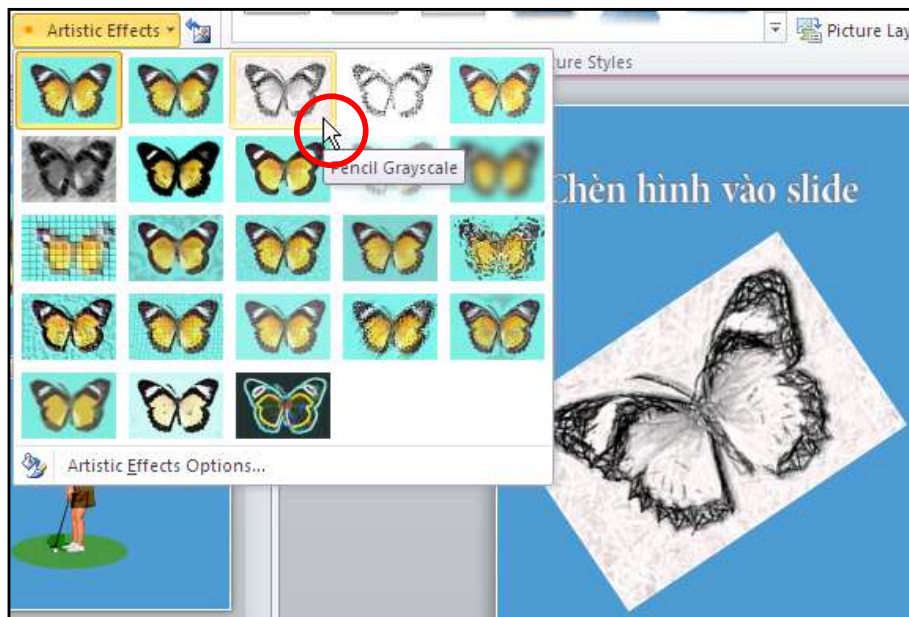 Artistic Effects
Picture Lay
ure Styles
Pencil Grayscale
Chèn hình vào slide
Artistic Effects Options...